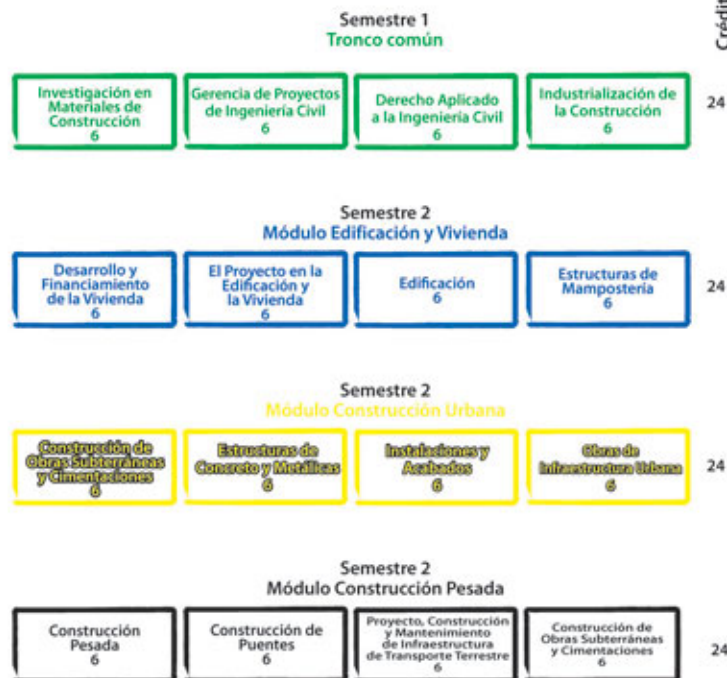 Crédit
Semestre 1
Tronco común
Investigación en
Materiales de
Construcción
6
Gerencia de Proyectos
de Ingeniería Civil
6
Derecho Aplicado
a la Ingeniería Civil
6
Industrialización de
la Construcción
6
24
Semestre 2
Módulo Edificación y Vivienda
Desarrollo y
Financiamiento
de la Vivienda
6
El Proyecto en la
Edificación y
la Vivienda
6
Edificación
6
Estructuras de
Mampostería
6
24
Semestre 2
Módulo Construcción Urbana
Construcción de
Obras Subterráneas
y Cimentaciones
6
Estructuras de
Concreto y Metálicas
6
Instalaciones y
Acabados
6
Obras de
Infraestructura Urbana
6
24
Semestre 2
Módulo Construcción Pesada
Construcción
Pesada
6
Construcción de
Puentes
6
Proyecto, Construcción
y Mantenimiento
de Infraestructura
de Transporte Terrestre
6
Construcción de
Obras Subterráneas
y Cimentaciones
6
24